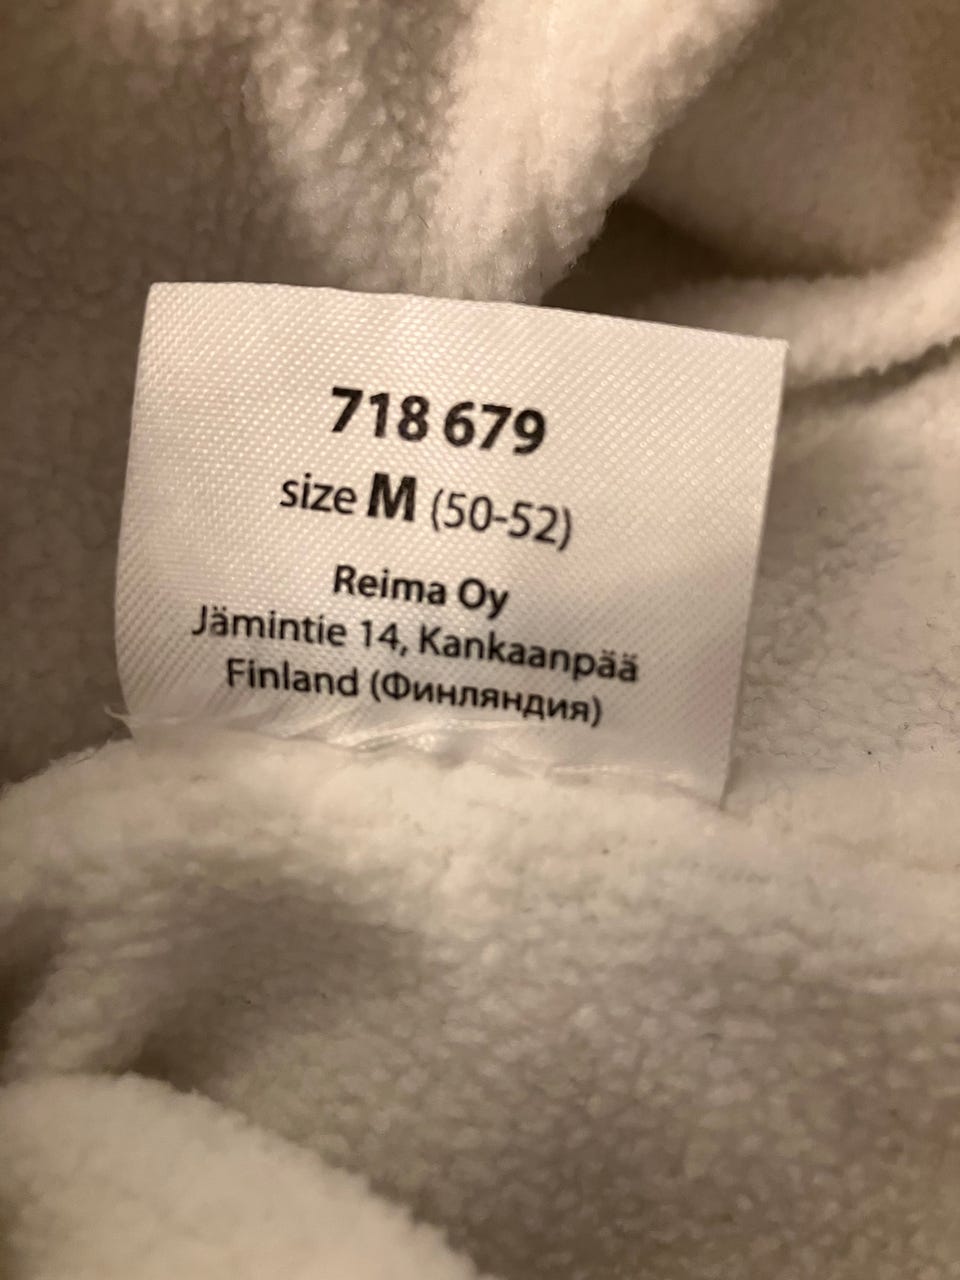 718 679
size M (50-52)
Reima Oy
Jämintie 14, Kankaanpää
Finland (Финляндия)